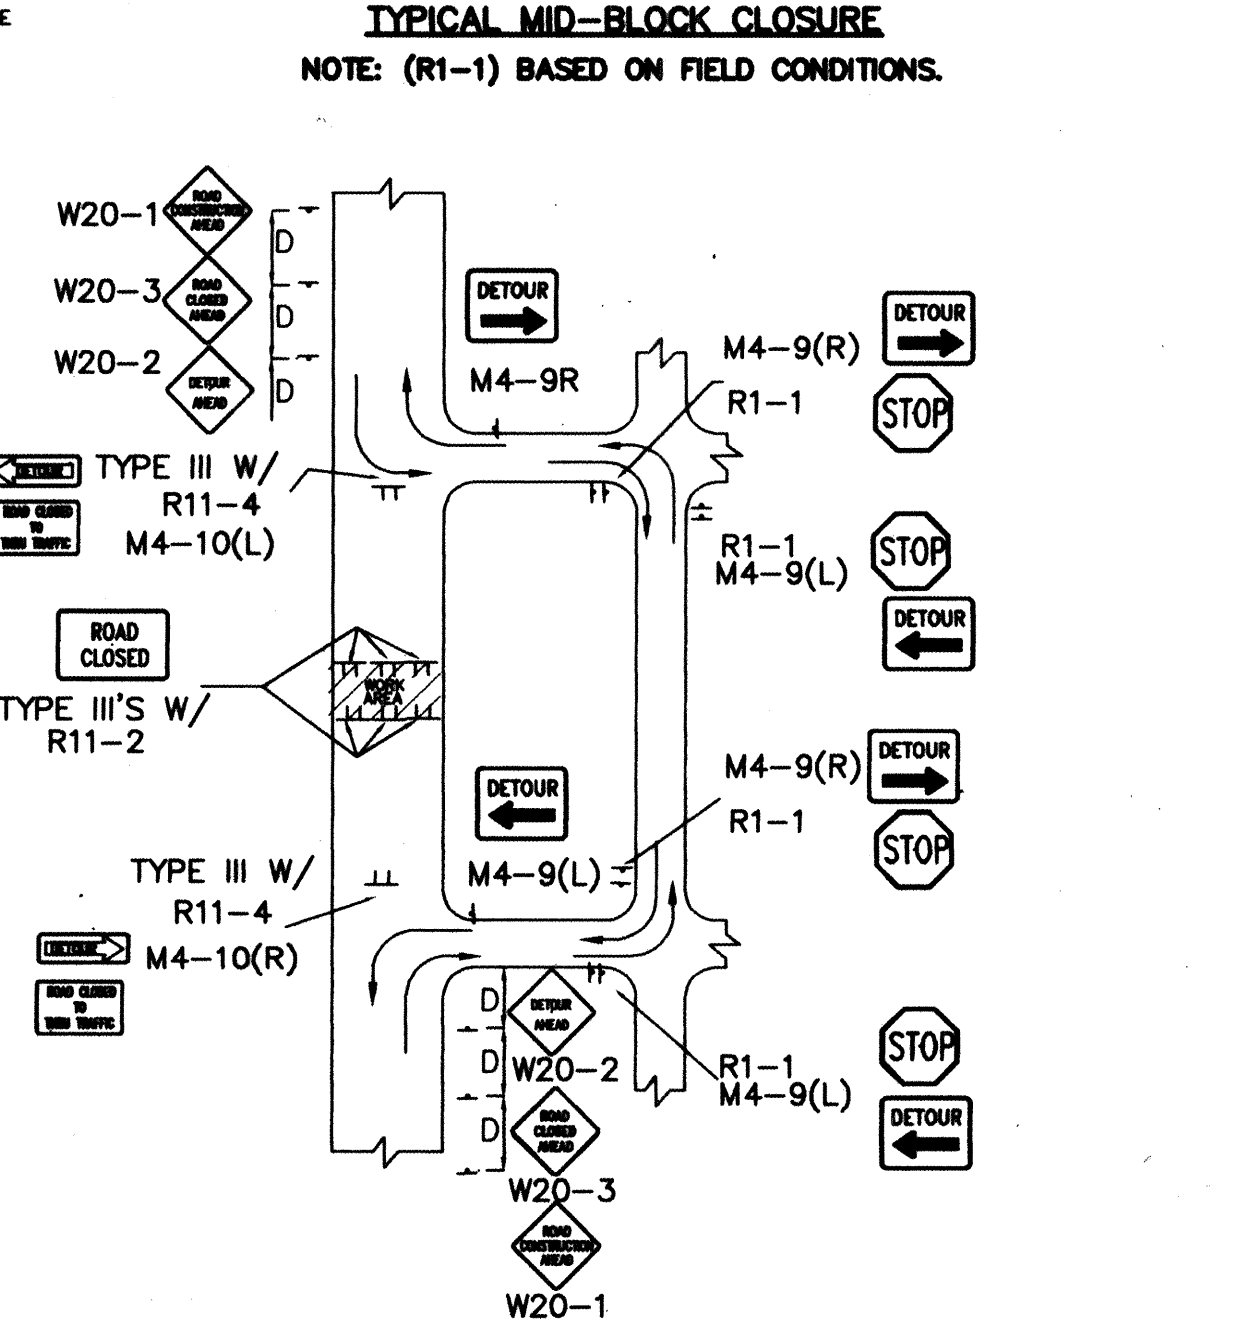 E
TYPICAL MID-BLOCK CLOSURE
NOTE: (R1-1) BASED ON FIELD CONDITIONS.
W20-1
ROAD
CONSTRUCTION
AHEAD
D
W20-3
ROAD
CLOSED
AHEAD
D
W20-2
DETOUR
AHEAD
D
DETOUR
M4-9R
M4-9(R)
DETOUR
R1-1
STOP
DETOUR
TYPE III W/
R11-4
M4-10(L)
ROAD CLOSED
TO
THRU TRAFFIC
R1-1
M4-9(L)
STOP
DETOUR
ROAD
CLOSED
TYPE III'S W/
R11-2
WORK
AREA
DETOUR
M4-9(L)
M4-9(R)
DETOUR
R1-1
STOP
TYPE III W/
R11-4
M4-10(R)
DETOUR
ROAD CLOSED
TO
THRU TRAFFIC
D
DETOUR
AHEAD
D
W20-2
D
ROAD
CLOSED
AHEAD
W20-3
ROAD
CONSTRUCTION
AHEAD
W20-1
R1-1
M4-9(L)
STOP
DETOUR